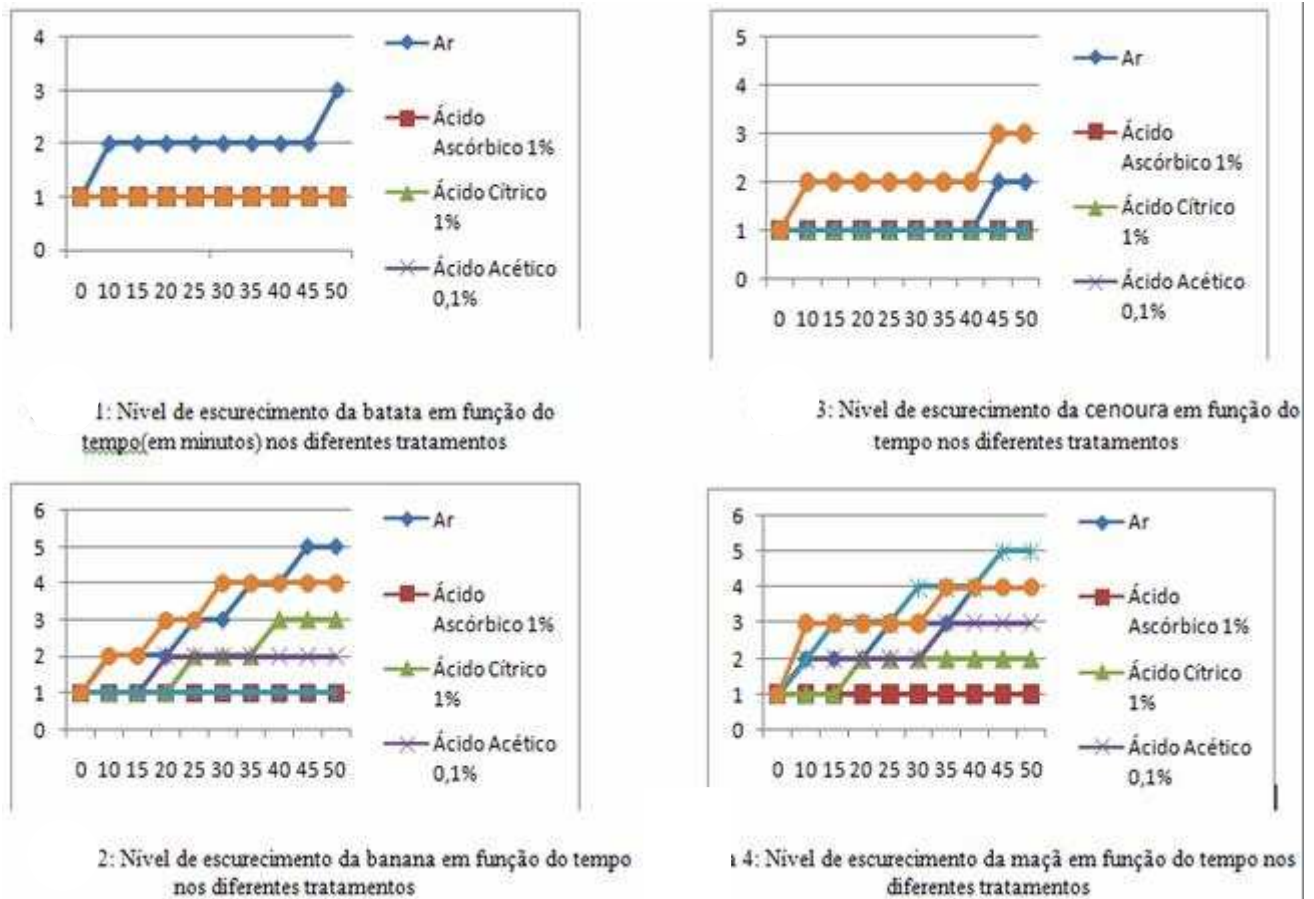 4
3
2
1
0
0 10 15 20 25 30 35 40 45 50
Ar
Ácido
Ascórbico 1%
Ácido Cítrico
1%
Ácido Acético
0,1%
1: Nível de escurecimento da batata em função do
tempo(em minutos) nos diferentes tratamentos
5
4
3
2
1
0
0 10 15 20 25 30 35 40 45 50
Ar
Ácido
Ascórbico 1%
Ácido Cítrico
1%
Ácido Acético
0,1%
3: Nível de escurecimento da cenoura em função do
tempo nos diferentes tratamentos
6
5
4
3
2
1
0
0 10 15 20 25 30 35 40 45 50
Ar
Ácido
Ascórbico 1%
Ácido Cítrico
1%
Ácido Acético
0,1%
2: Nível de escurecimento da banana em função do tempo
nos diferentes tratamentos
6
5
4
3
2
1
0
0 10 15 20 25 30 35 40 45 50
Ar
Ácido
Ascórbico 1%
Ácido Cítrico
1%
Ácido Acético
0,1%
a 4: Nível de escurecimento da maçã em função do tempo nos
diferentes tratamentos